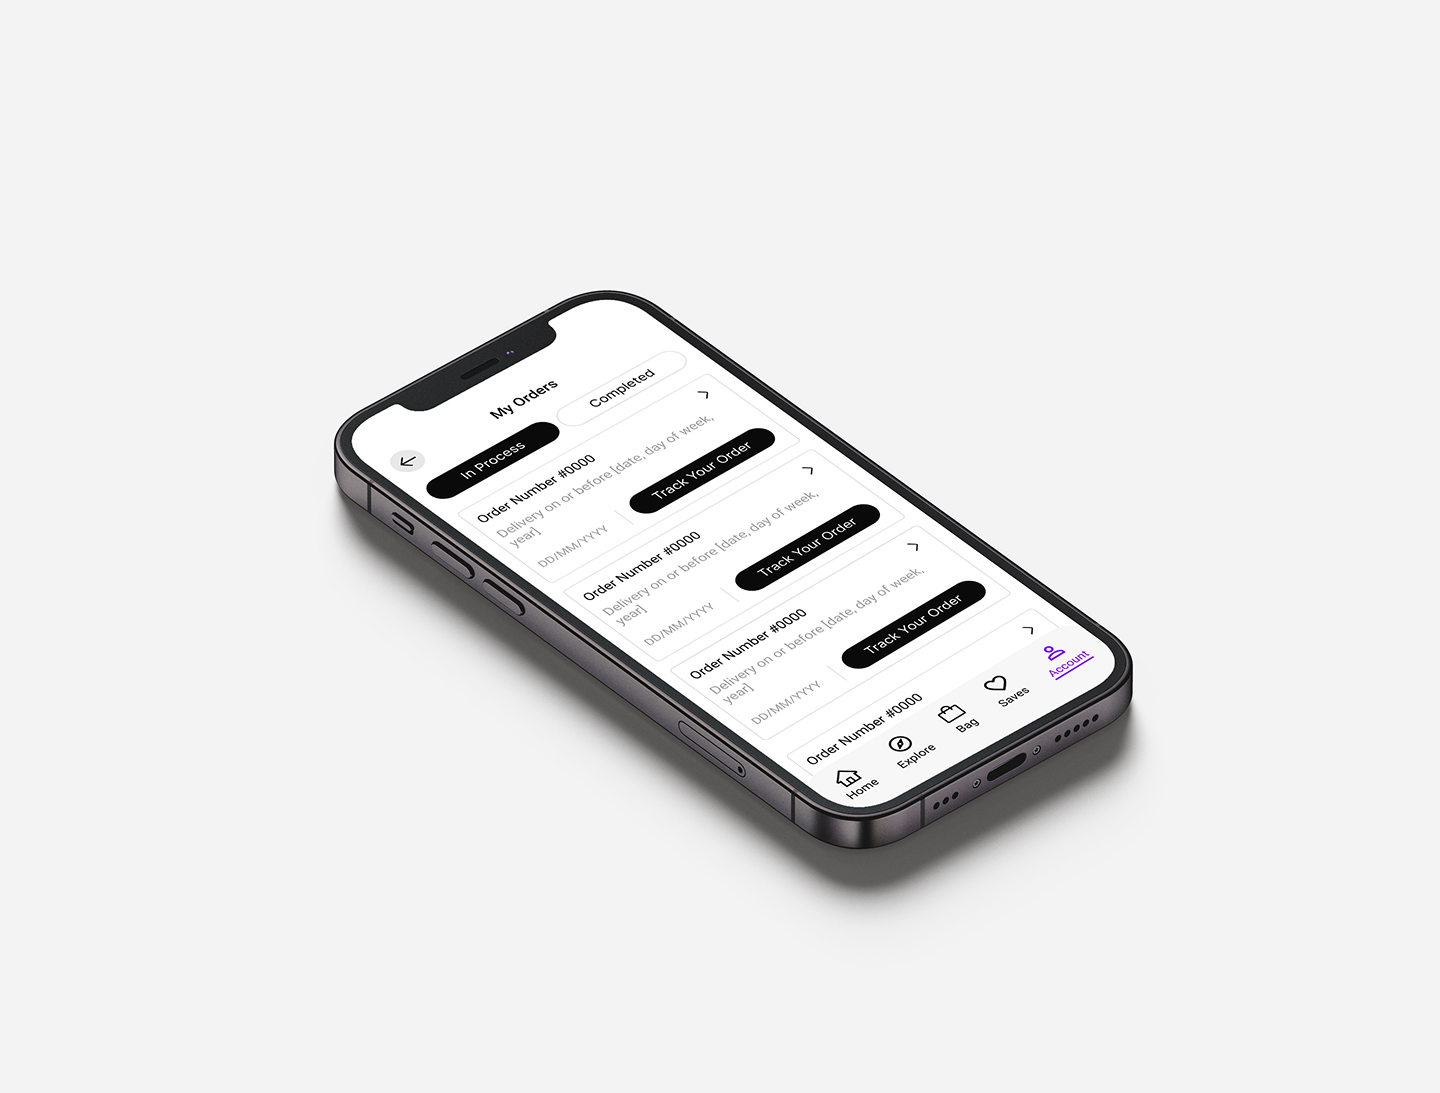 My Orders
In Process
Completed
Order Number #0000
Delivery on or before [date, day of week,
year]
DD/MM/YYYY
Track Your Order
Order Number #0000
Delivery on or before [date, day of week,
year]
DD/MM/YYYY
Track Your Order
Order Number #0000
Delivery on or before [date, day of week,
year]
DD/MM/YYYY
Track Your Order
Order Number #0000
Home
Explore
Bag
Saves
Account